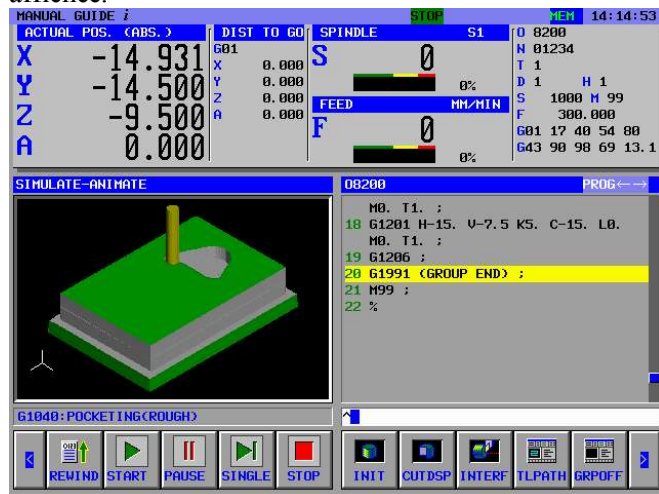 MANUAL GUIDE i STOP MEM 14:14:53
ACTUAL POS. (ABS.)
X -14.931
Y -14.500
Z -9.500
A 0.000
DIST TO GO
G01
X 0.000
Y 0.000
Z 0.000
A 0.000
SPINDLE S1
S 0
0%
FEED MM/MIN
F 0
0%
O 8200
N 01234
T 1
D 1 H 1
S 1000 M 99
F 300.000
G01 17 40 54 80
G43 90 98 69 13.1
SIMULATE-ANIMATE
G1040:POCKETING(ROUGH)
O8200 PROG←→
M0. T1. ;
18 G1201 H-15. V-7.5 K5. C-15. L0.
M0. T1. ;
19 G1206 ;
20 G1991 (GROUP END) ;
21 M99 ;
22 %
^
< REWIND START PAUSE SINGLE STOP INIT CUTDSP INTERF TLPATH GRPOFF >